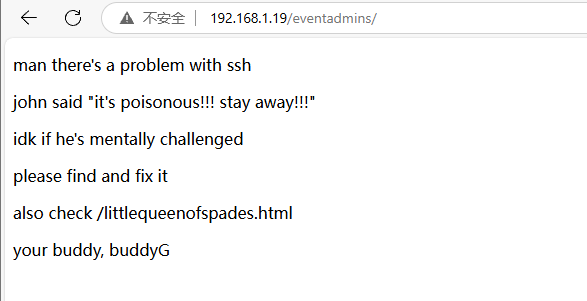 不安全 192.168.1.19/eventadmins/
man there's a problem with ssh
john said "it's poisonous!!! stay away!!!"
idk if he's mentally challenged
please find and fix it
also check /littlequeenofspades.html
your buddy, buddyG